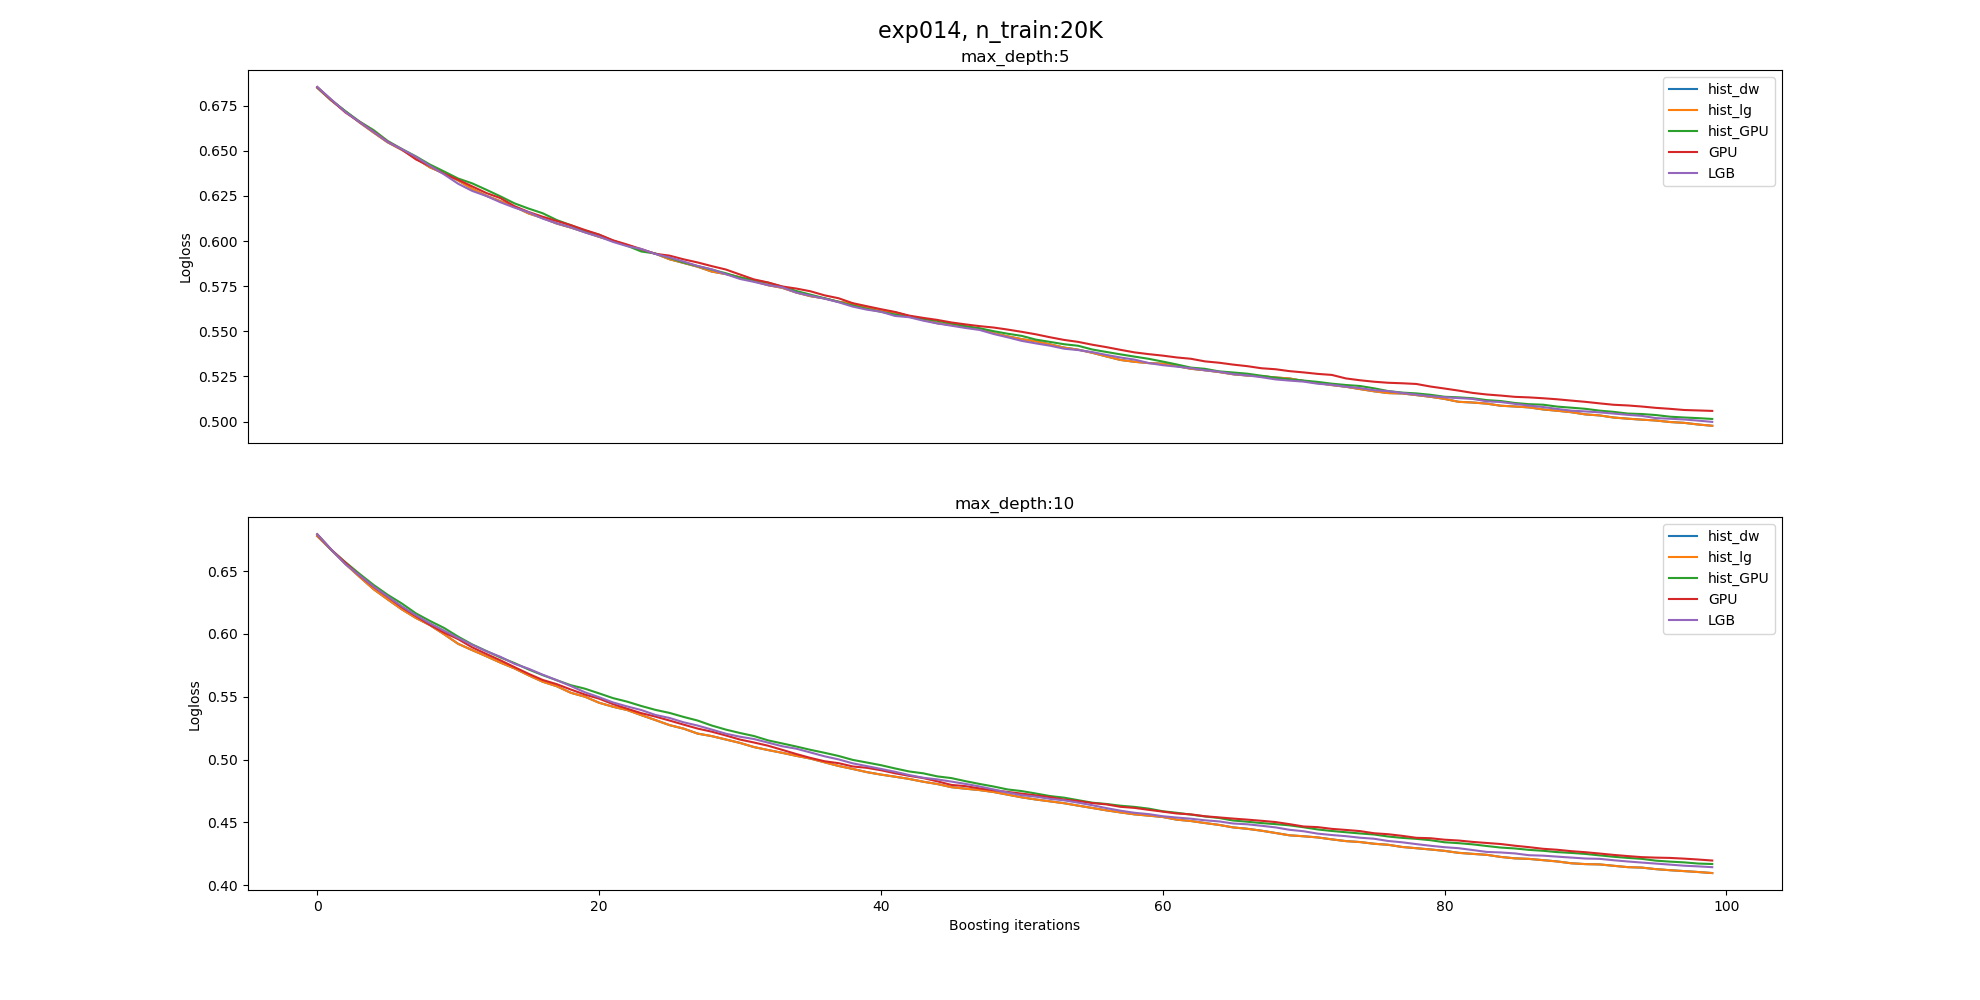 exp014, n_train:20K
max_depth:5
0.675
0.650
0.625
0.600
0.575
0.550
0.525
0.500
Logloss
hist_dw
hist_lg
hist_GPU
GPU
LGB
max_depth:10
0.65
0.60
0.55
0.50
0.45
0.40
Logloss
hist_dw
hist_lg
hist_GPU
GPU
LGB
0 20 40 60 80 100
Boosting iterations